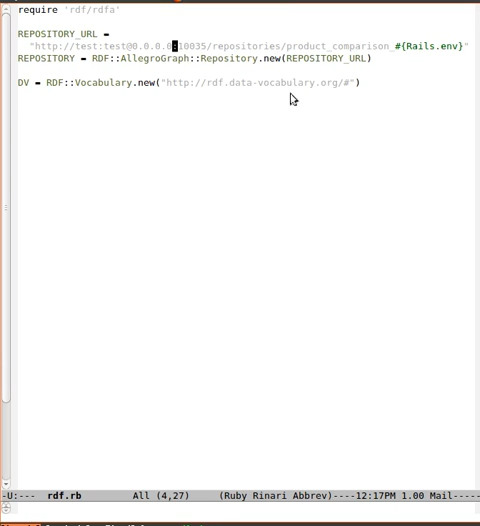 require 'rdf/rdfa'
REPOSITORY_URL =
"http://test:test@0.0.0.0:10035/repositories/product_comparison_#{Rails.env}"
REPOSITORY = RDF::AllegroGraph::Repository.new(REPOSITORY_URL)
DV = RDF::Vocabulary.new("http://rdf.data-vocabulary.org/#")
-U:--- rdf.rb All (4,27) (Ruby Rinari Abbrev)----12:17PM 1.00 Mail-----